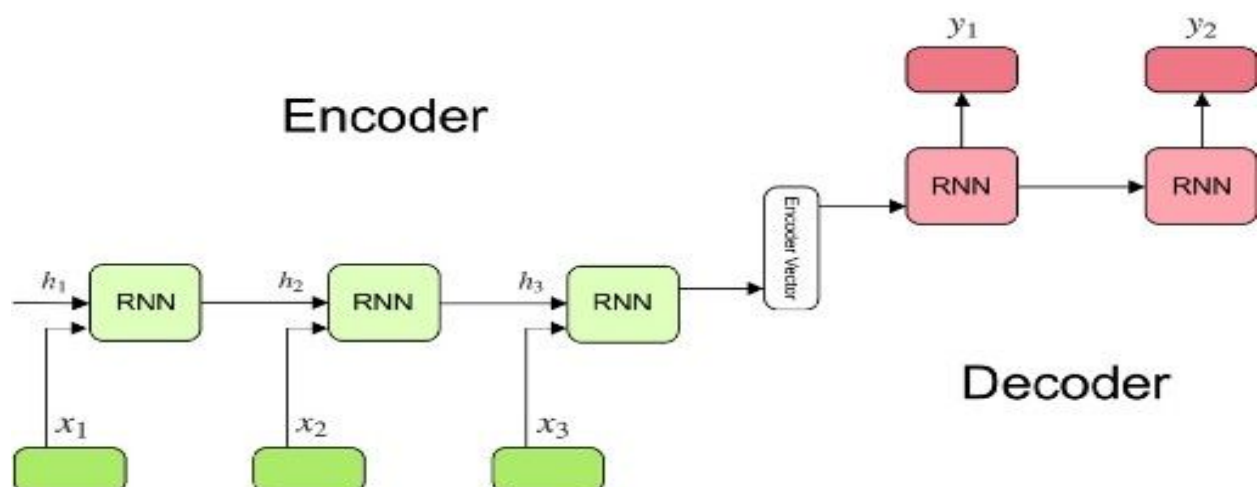 y₁ y₂
Encoder
RNN RNN
Encoder Vector
h₁ RNN h₂ RNN h₃ RNN
Decoder
x₁ x₂ x₃